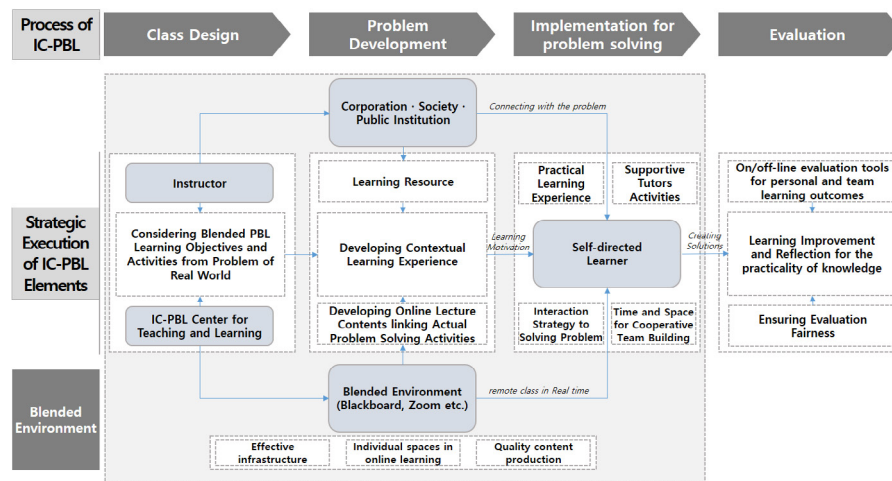 Process of
IC-PBL
Class Design
Problem
Development
Implementation for
problem solving
Evaluation
Corporation · Society ·
Public Institution
Connecting with the problem
Instructor
Learning Resource
Practical
Learning
Experience
Supportive
Tutors
Activities
On/off-line evaluation tools
for personal and team
learning outcomes
Strategic
Execution
of IC-PBL
Elements
Considering Blended PBL
Learning Objectives and
Activities from Problem of
Real World
Developing Contextual
Learning Experience
Learning
Motivation
Self-directed
Learner
Creating
Solutions
Learning Improvement
and Reflection for the
practicality of knowledge
IC-PBL Center for
Teaching and Learning
Developing Online Lecture
Contents linking Actual
Problem Solving Activities
Interaction
Strategy to
Solving Problem
Time and Space
for Cooperative
Team Building
Ensuring Evaluation
Fairness
Blended
Environment
Blended Environment
(Blackboard, Zoom etc.)
remote class in Real time
Effective
infrastructure
Individual spaces in
online learning
Quality content
production